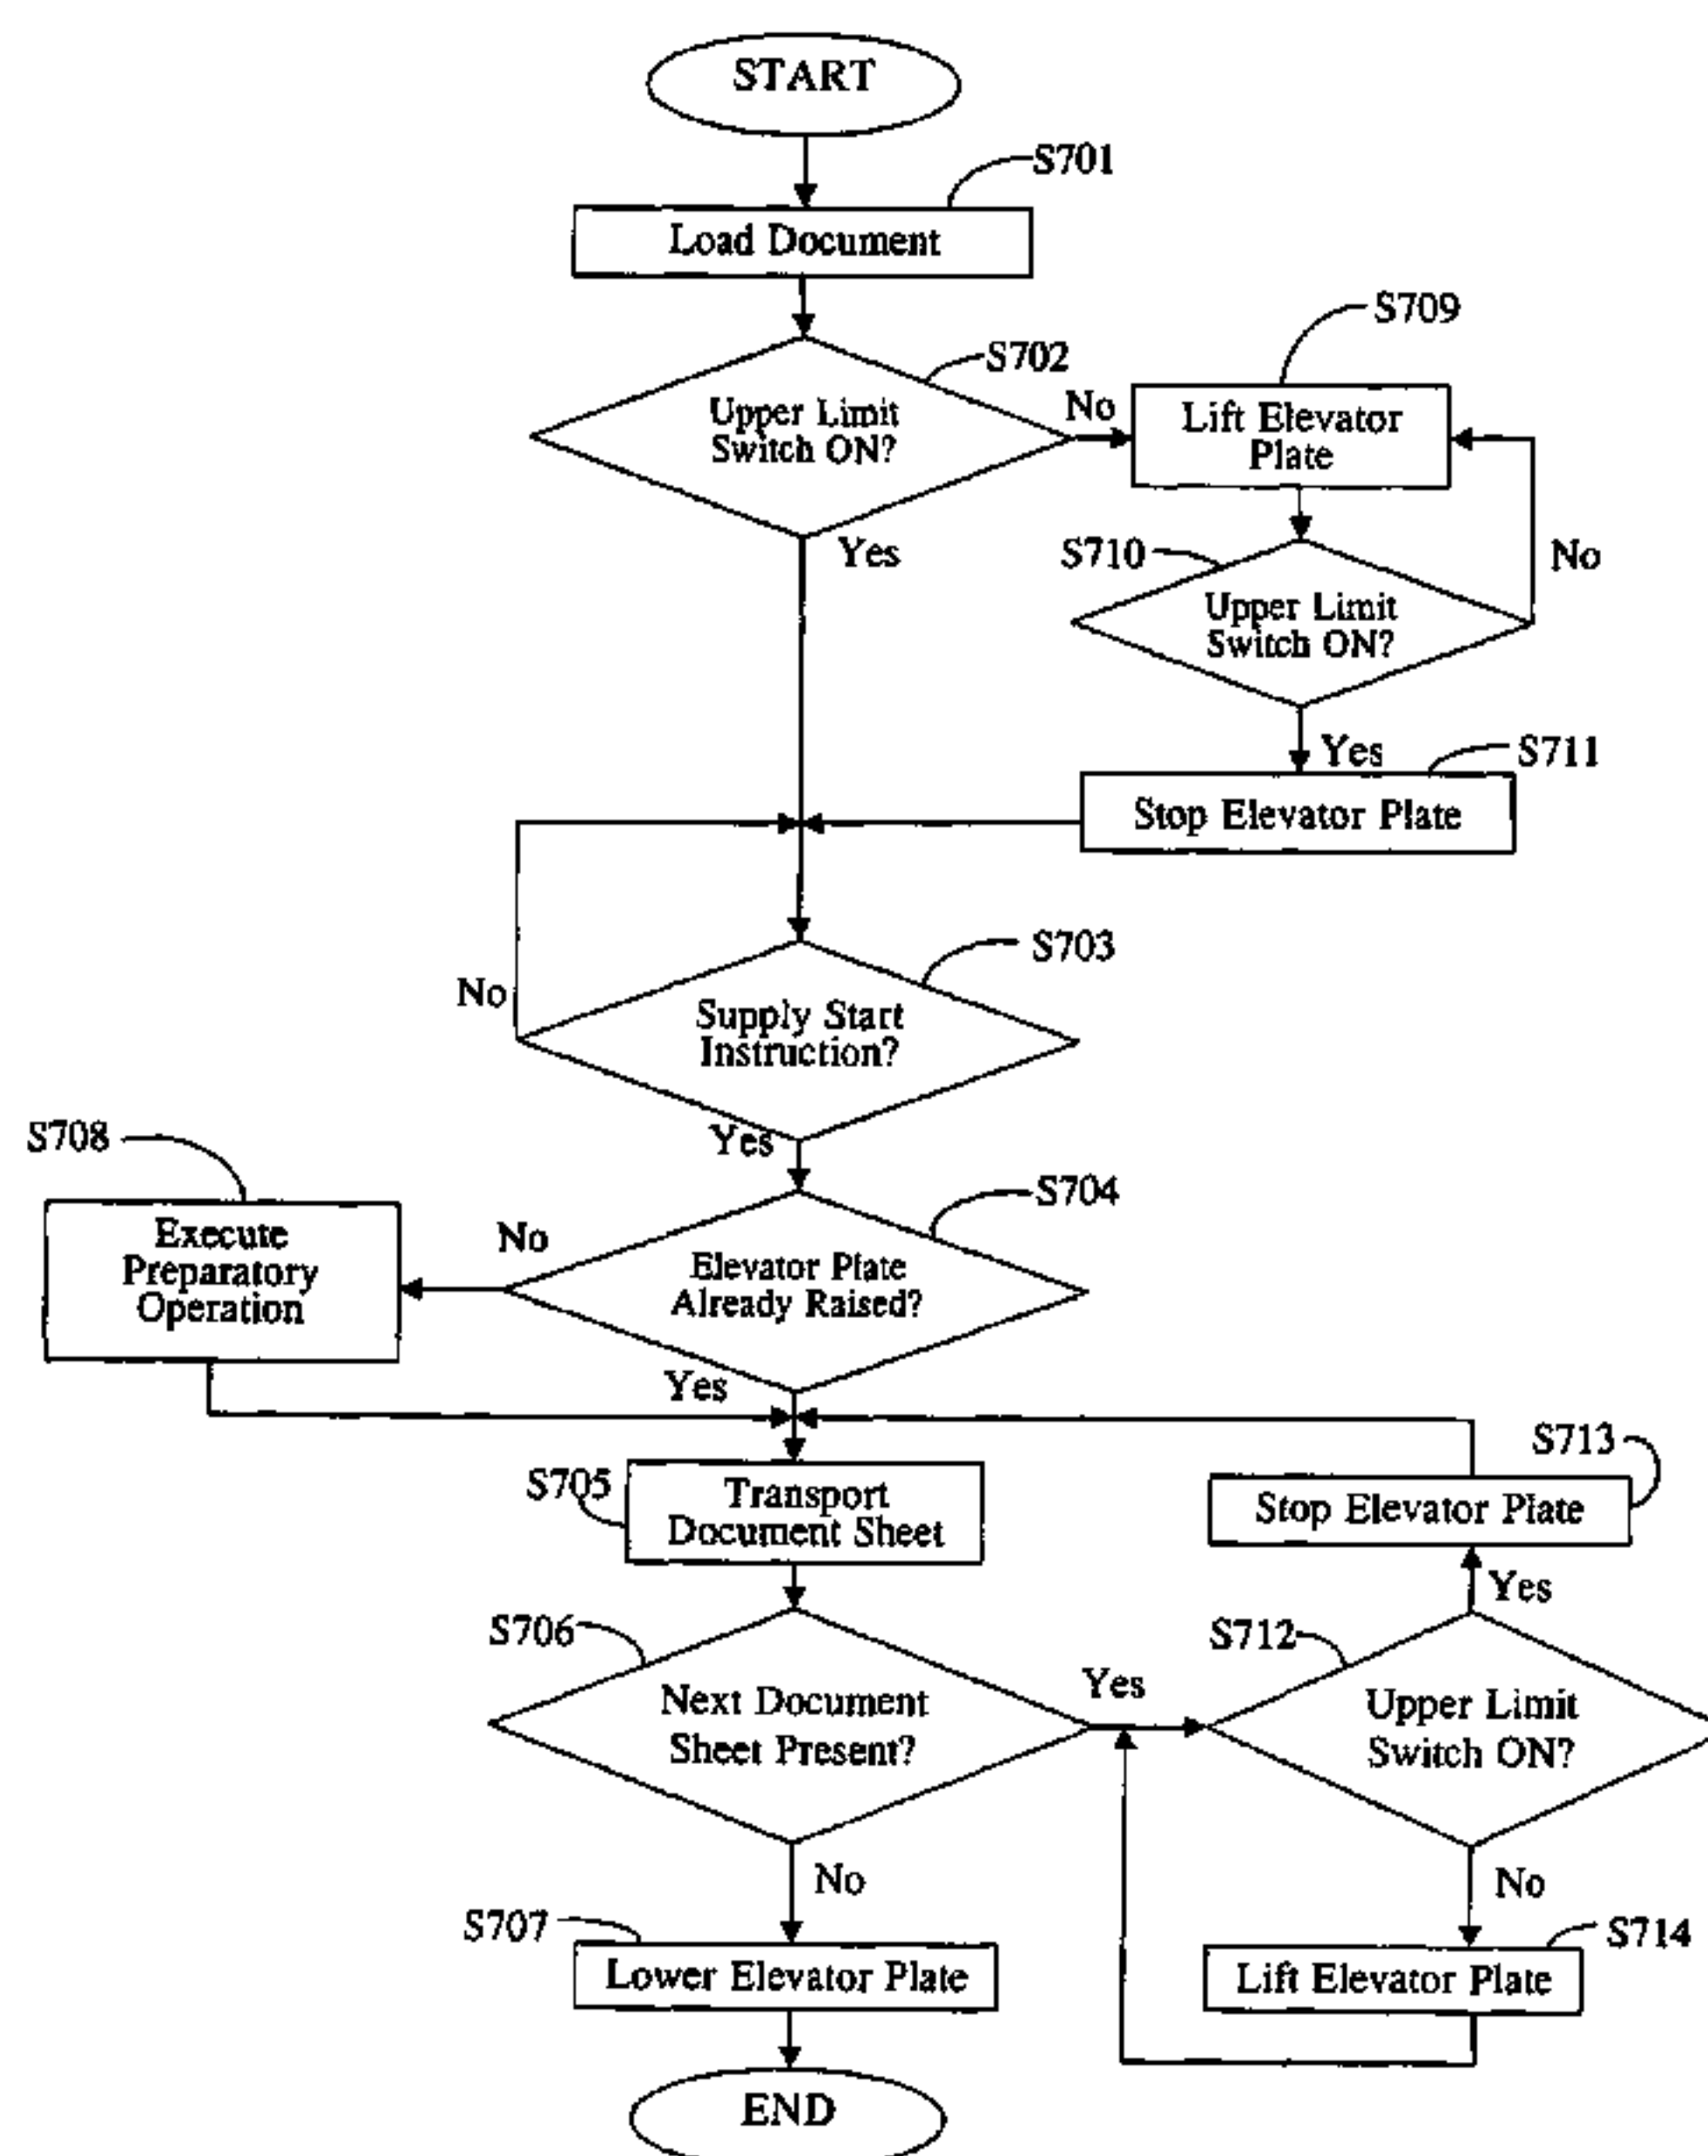 START
S701
Load Document
S709
S702
Upper Limit
Switch ON?
No
Lift Elevator
Plate
Yes
S710
No
Upper Limit
Switch ON?
Yes
S711
Stop Elevator Plate
S703
No
Supply Start
Instruction?
Yes
S708
S704
Execute
Preparatory
Operation
No
Elevator Plate
Already Raised?
Yes
S713
S705
Transport
Document Sheet
Stop Elevator Plate
Yes
S706
S712
Yes
Next Document
Sheet Present?
Upper Limit
Switch ON?
No
No
S707
S714
Lower Elevator Plate
Lift Elevator Plate
END